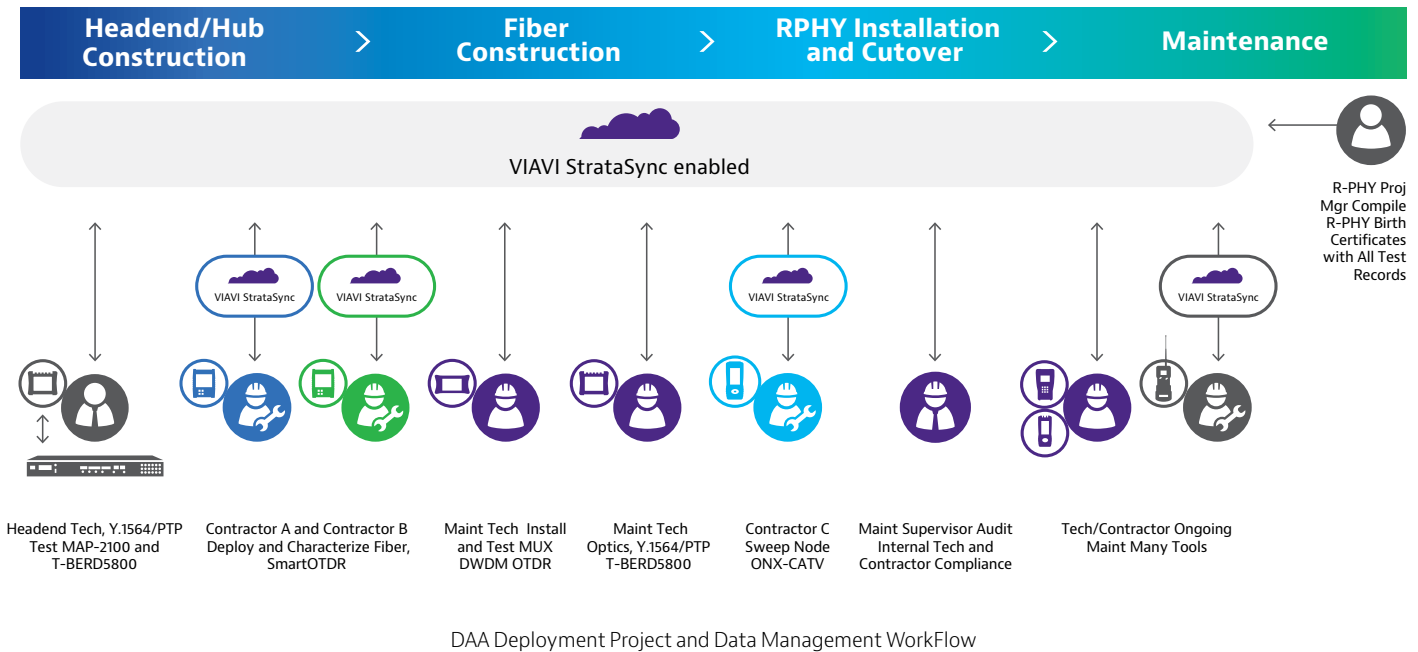 Headend/Hub
Construction
>
Fiber
Construction
>
RPHY Installation
and Cutover
>
Maintenance
VIAVI StrataSync enabled
R-PHY Proj
Mgr Compile
R-PHY Birth
Certificates
with All Test
Records
VIAVI StrataSync
VIAVI StrataSync
VIAVI StrataSync
VIAVI StrataSync
Headend Tech, Y.1564/PTP
Test MAP-2100 and
T-BERD5800
Contractor A and Contractor B
Deploy and Characterize Fiber,
SmartOTDR
Maint Tech Install
and Test MUX
DWDM OTDR
Maint Tech
Optics, Y.1564/PTP
T-BERD5800
Contractor C
Sweep Node
ONX-CATV
Maint Supervisor Audit
Internal Tech and
Contractor Compliance
Tech/Contractor Ongoing
Maint Many Tools
DAA Deployment Project and Data Management WorkFlow